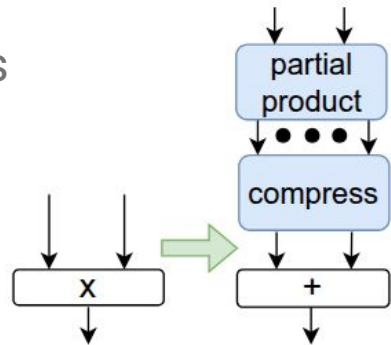 s
partial
product
compress
x
+